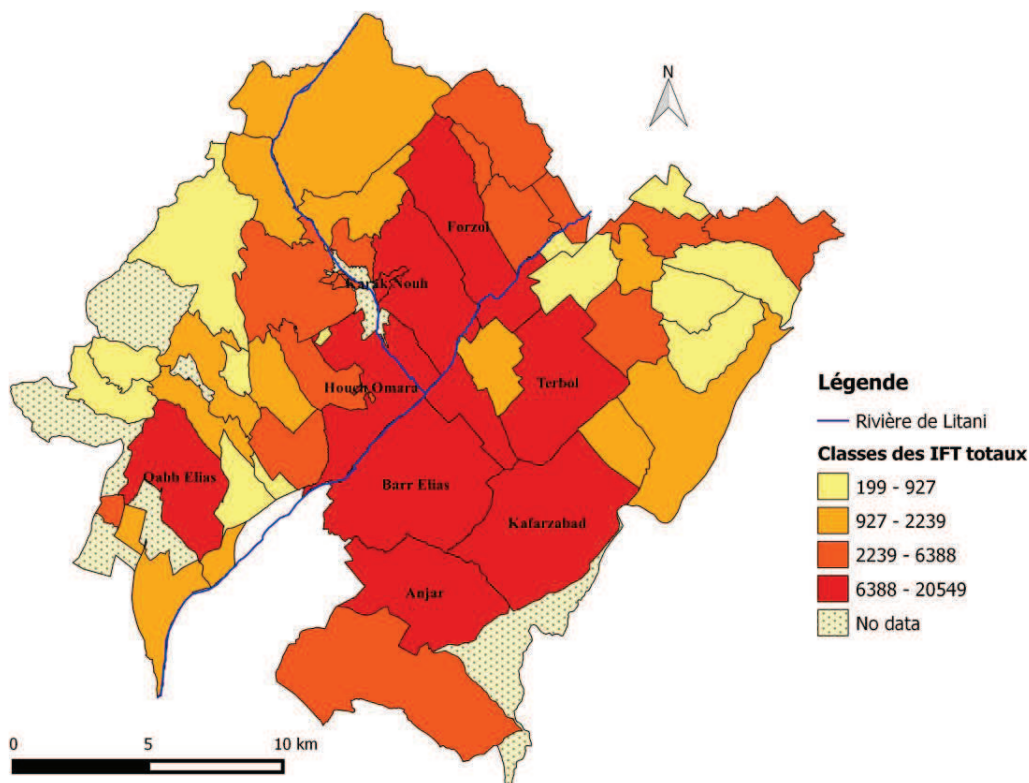 N
Forzol
Karak Nouh
Houch Omara
Terbol
Qabb Elias
Barr Elias
Kafarzabad
Anjar
Légende
Rivière de Litani
Classes des IFT totaux
199 - 927
927 - 2239
2239 - 6388
6388 - 20549
No data
0 5 10 km